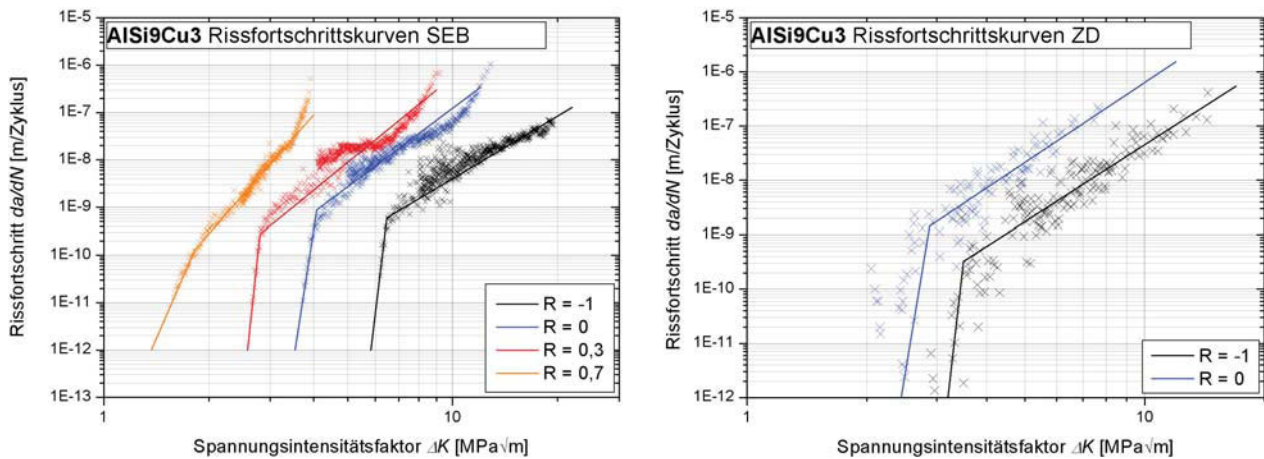 AlSi9Cu3 Rissfortschrittskurven SEB
Rissfortschritt da/dN [m/Zyklus]
1E-5
1E-6
1E-7
1E-8
1E-9
1E-10
1E-11
1E-12
1E-13
1
10
R = -1
R = 0
R = 0,3
R = 0,7
Spannungsintensitätsfaktor ΔK [MPa√m]
AlSi9Cu3 Rissfortschrittskurven ZD
Rissfortschritt da/dN [m/Zyklus]
1E-5
1E-6
1E-7
1E-8
1E-9
1E-10
1E-11
1E-12
1
10
R = -1
R = 0
Spannungsintensitätsfaktor ΔK [MPa√m]